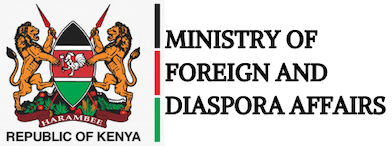 HARAMBEE
REPUBLIC OF KENYA
MINISTRY OF
FOREIGN AND
DIASPORA AFFAIRS